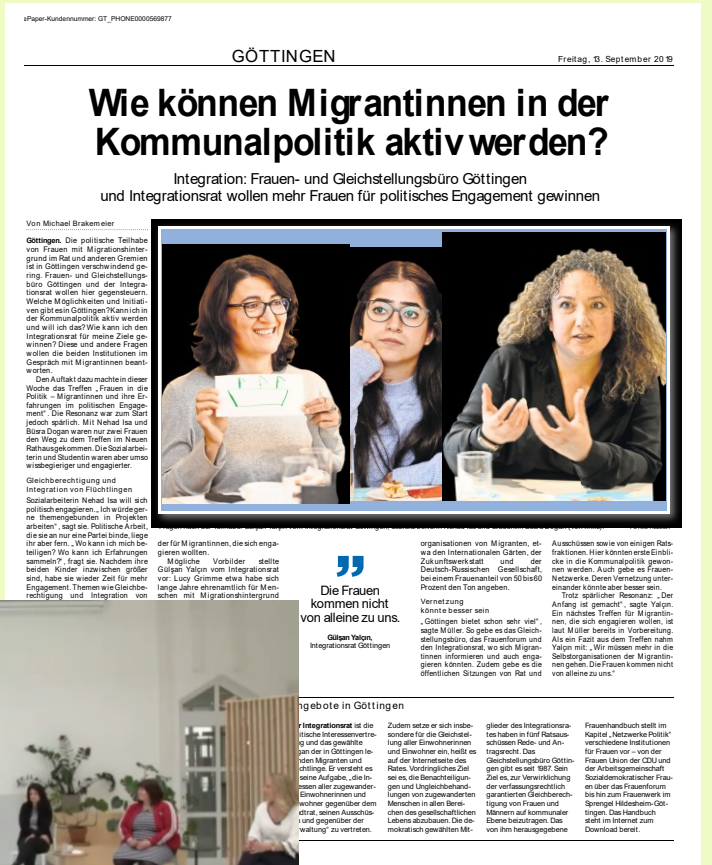 ePaper-Kundennummer: GT_PHONE0000569877
GÖTTINGEN
Freitag, 13. September 2019
Wie können Migrantinnen in der
Kommunalpolitik aktiv werden?
Integration: Frauen- und Gleichstellungsbüro Göttingen
und Integrationsrat wollen mehr Frauen für politisches Engagement gewinnen
Von Michael Brakemeier
Göttingen. Die politische Teilhabe
von Frauen mit Migrationshinter-
grund im Rat und anderen Gremien
ist in Göttingen verschwindend ge-
ring. Frauen- und Gleichstellungs-
büro Göttingen und der Integra-
tionsrat wollen hier gegensteuern.
Welche Möglichkeiten und Initiati-
ven gibt es in Göttingen? Kann ich in
der Kommunalpolitik aktiv werden
und will ich das? Wie kann ich den
Integrationsrat für meine Ziele ge-
winnen? Diese und andere Fragen
wollen die beiden Institutionen im
Gespräch mit Migrantinnen beant-
worten.
Den Auftakt dazu machte in dieser
Woche das Treffen „Frauen in die
Politik – Migrantinnen und ihre Er-
fahrungen im politischen Engage-
ment“. Die Resonanz war zum Start
jedoch spärlich. Mit Nehad Isa und
Büsra Dogan waren nur zwei Frauen
den Weg zu dem Treffen im Neuen
Rathaus gekommen. Die Sozialarbei-
terin und Studentin waren aber umso
wissbegieriger und engagierter.
Gleichberechtigung und
Integration von Flüchtlingen
Sozialarbeiterin Nehad Isa will sich
politisch engagieren. „Ich würde ger-
ne themengebunden in Projekten
arbeiten“, sagt sie. Politische Arbeit,
die sie an nur eine Partei binde, liege
ihr aber fern. „Wo kann ich mich be-
teiligen? Wo kann ich Erfahrungen
sammeln?“, fragt sie. Nachdem ihre
beiden Kinder inzwischen größer
sind, habe sie wieder Zeit für mehr
Engagement. Themen wie Gleichbe-
rechtigung und Integration von
der für Migrantinnen, die sich enga-
gieren wollten.
Mögliche Vorbilder stellte
Gülşan Yalçın vom Integrationsrat
vor: Lucy Grimme etwa habe sich
lange Jahre ehrenamtlich für Men-
schen mit Migrationshintergrund
Die Frauen
kommen nicht
von alleine zu uns.
Gülşan Yalçın,
Integrationsrat Göttingen
organisationen von Migranten, et-
wa den Internationalen Gärten, der
Zukunftswerkstatt und der
Deutsch-Russischen Gesellschaft,
bei einem Frauenanteil von 50 bis 60
Prozent den Ton angeben.
Vernetzung
könnte besser sein
„Göttingen bietet schon sehr viel“,
sagte Müller. So gebe es das Gleich-
stellungsbüro, das Frauenforum und
den Integrationsrat, wo sich Migran-
tinnen informieren und auch enga-
gieren könnten. Zudem gebe es die
öffentlichen Sitzungen von Rat und
Ausschüssen sowie von einigen Rats-
fraktionen. Hier könnten erste Einbli-
cke in die Kommunalpolitik gewon-
nen werden. Auch gebe es Frauen-
Netzwerke. Deren Vernetzung unter-
einander könnte aber besser sein.
Trotz spärlicher Resonanz: „Der
Anfang ist gemacht“, sagte Yalçın.
Ein nächstes Treffen für Migrantin-
nen, die sich engagieren wollen, ist
laut Müller bereits in Vorbereitung.
Als ein Fazit aus dem Treffen nahm
Yalçın mit: „Wir müssen mehr in die
Selbstorganisationen der Migrantin-
nen gehen. Die Frauen kommen nicht
von alleine zu uns.“
ngebote in Göttingen
r Integrationsrat ist die
itische Interessenvertre-
g und das gewählte
gan der in Göttingen le-
nden Migranten und
chtlinge. Er versteht es
seine Aufgabe, „die In-
essen aller zugewander-
Einwohnerinnen und
wohner gegenüber dem
dtrat, seinen Ausschüs-
und gegenüber der
waltung“ zu vertreten.
Zudem setze er sich insbe-
sondere für die Gleichstel-
lung aller Einwohnerinnen
und Einwohner ein, heißt es
auf der Internetseite des
Rates. Vordringliches Ziel
sei es, die Benachteiligun-
gen und Ungleichbehand-
lungen von zugewanderten
Menschen in allen Berei-
chen des gesellschaftlichen
Lebens abzubauen. Die de-
mokratisch gewählten Mit-
glieder des Integrationsra-
tes haben in fünf Ratsaus-
schüssen Rede- und An-
tragsrecht. Das
Gleichstellungsbüro Göttin-
gen gibt es seit 1987. Sein
Ziel es, zur Verwirklichung
der verfassungsrechtlich
garantierten Gleichberech-
tigung von Frauen und
Männern auf kommunaler
Ebene beizutragen. Das
von ihm herausgegebene
Frauenhandbuch stellt im
Kapitel „Netzwerke Politik“
verschiedene Institutionen
für Frauen vor – von der
Frauen Union der CDU und
der Arbeitsgemeinschaft
Sozialdemokratischer Frau-
en über das Frauenforum
bis hin zum Frauenwerk im
Sprengel Hildesheim-Göt-
tingen. Das Handbuch
steht im Internet zum
Download bereit.